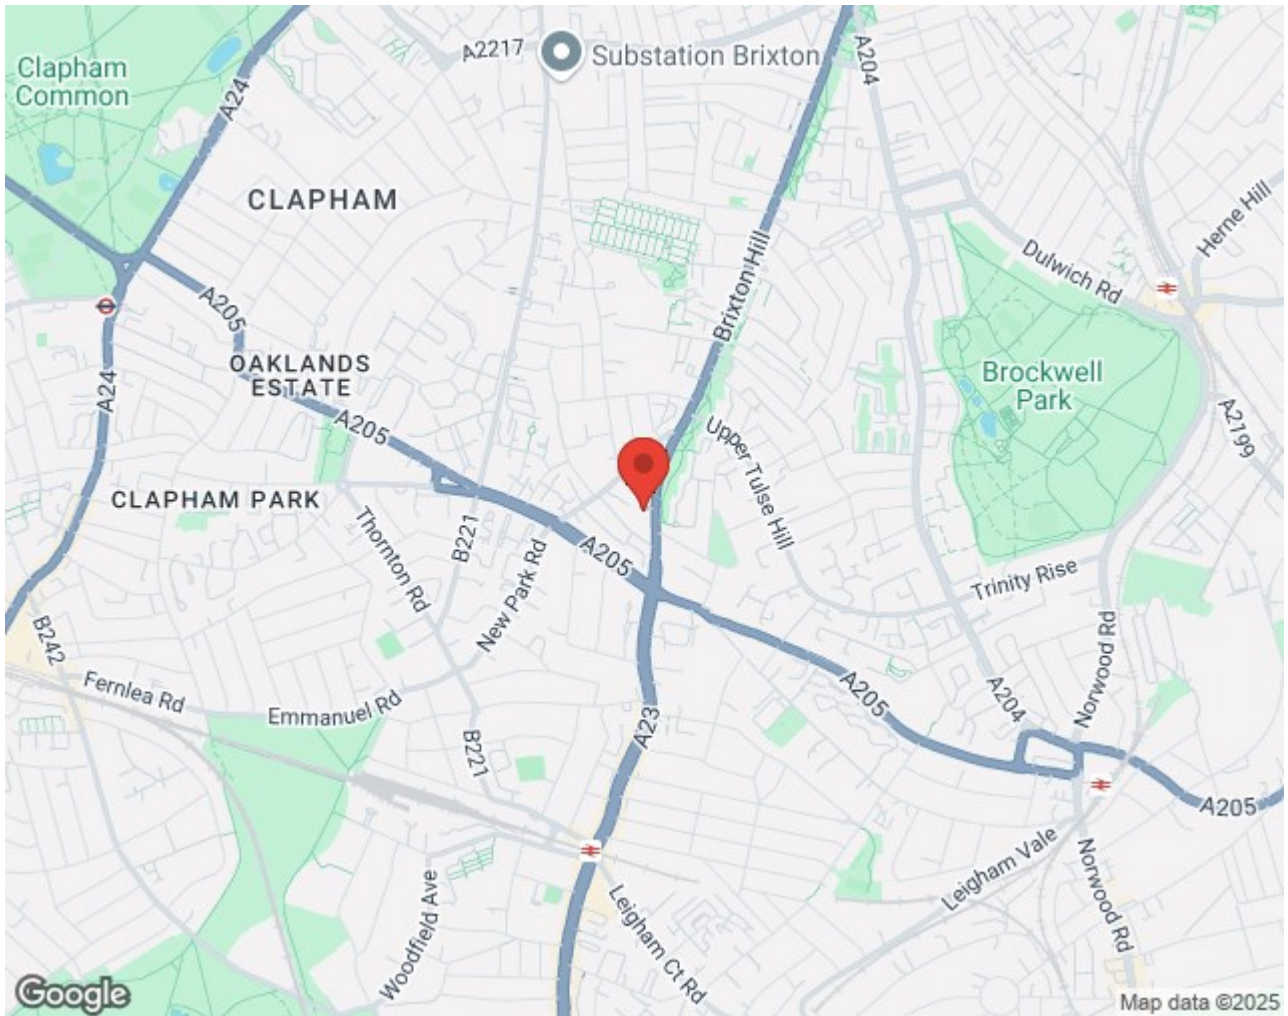 A2217
Substation Brixton
A204
Clapham
Common
A24
CLAPHAM
Herne Hill
Dulwich Rd
Brixton Hill
A205
OAKLANDS
ESTATE
A24
Brockwell
Park
A205
A2199
Upper Tulse Hill
CLAPHAM PARK
Thornton Rd
B221
A205
New Park Rd
Trinity Rise
B242
Norwood Rd
Fernlea Rd
Emmanuel Rd
A205
A204
A23
B221
A205
Leigham Vale
Woodfield Ave
Leigham Ct Rd
Norwood Rd
Google
Map data ©2025